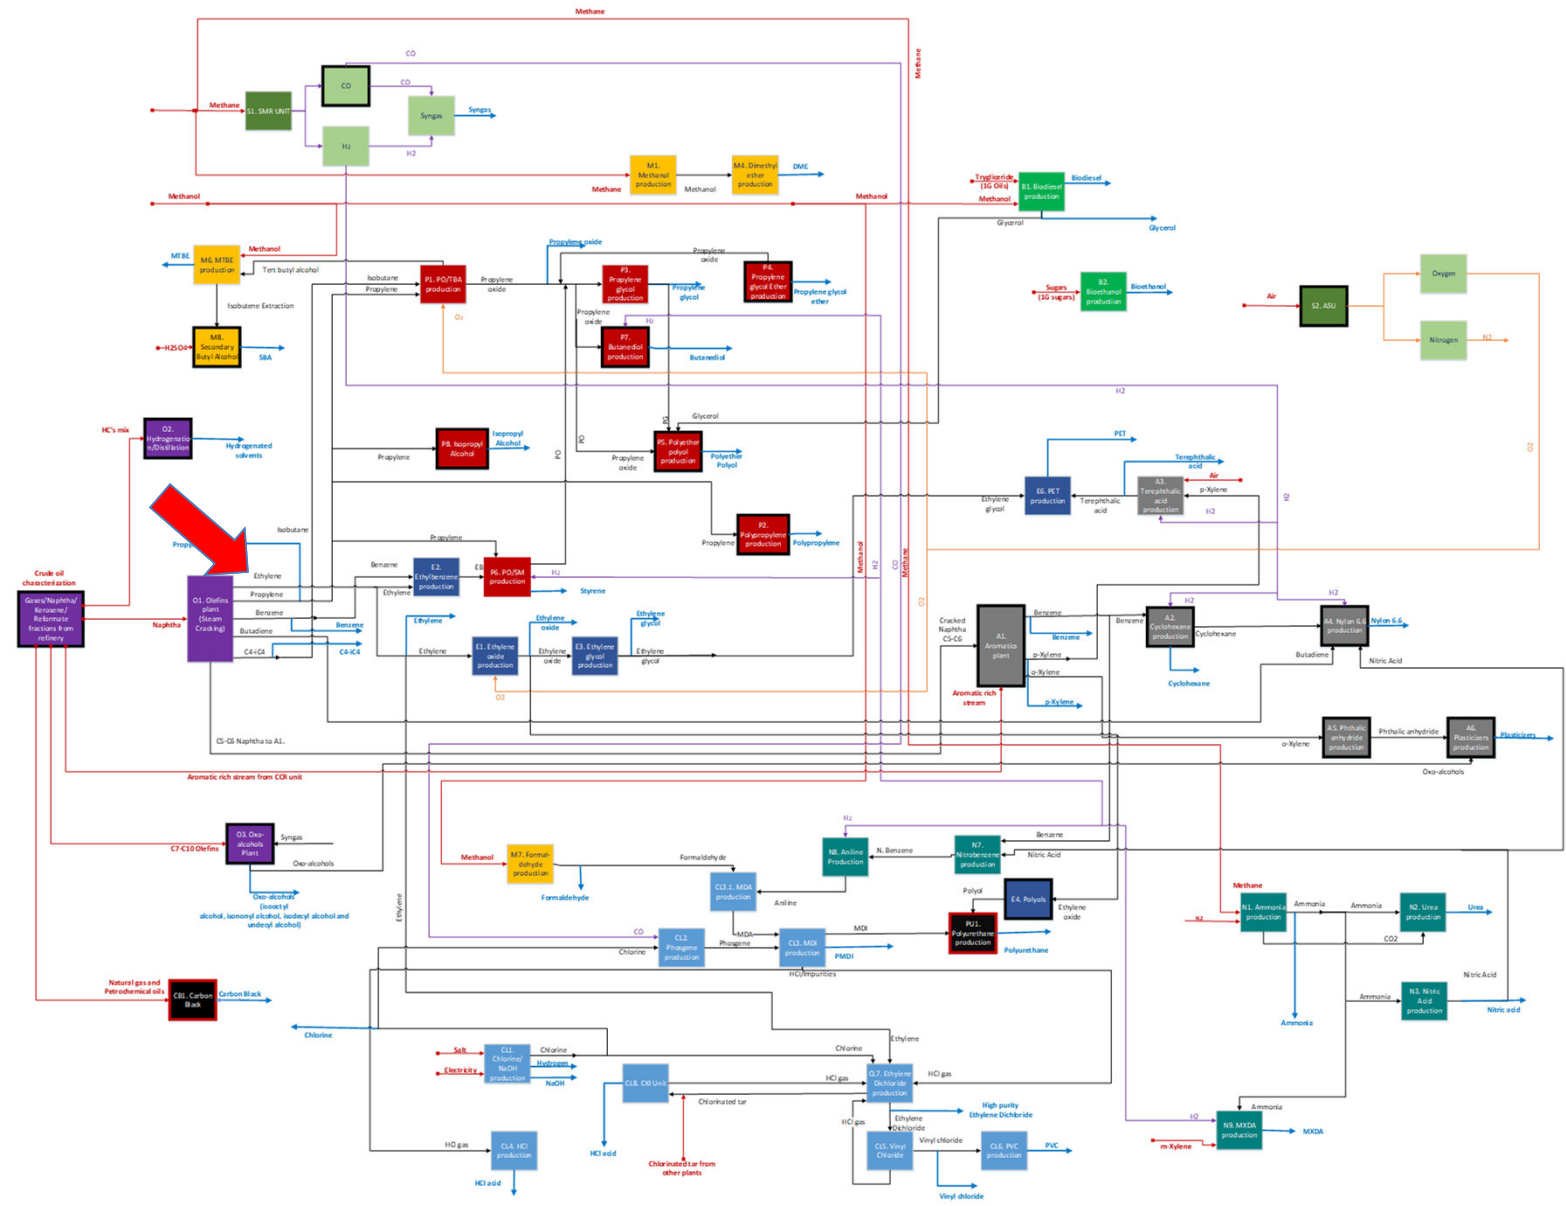 Methane
CO
Methane
CO
CO
Methane
S1. SMR UNIT
Syngas
Syngas
H2
H2
M1.
Methanol
production
M4. Dimethyl
ether
production
DME
Methane
Methanol
Trygliceride
(1G Oils)
B1. Biodiesel
production
Biodiesel
Methanol
Methanol
Methanol
Glycerol
Glycerol
MTBE
M6. MTBE
production
Methanol
Tert butyl alcohol
Isobutane
Propylene
P1. PO/TBA
production
Propylene
oxide
Propylene oxide
P3.
Propylene
glycol
production
Propylene
glycol
Propylene
oxide
P4.
Propylene
glycol Ether
production
Propylene glycol
ether
Isobutene Extraction
O2
H2SO4
M8.
Secondary
Butyl Alcohol
SBA
Propylene
oxide
H2
P7.
Butanediol
production
Butanediol
Sugars
(1G sugars)
B2.
Bioethanol
production
Bioethanol
Air
S2. ASU
Oxygen
Nitrogen
N2
H2
O2
HC's mix
O2.
Hydrogenatio
n/Distillation
Hydrogenated
solvents
Propylene
P8. Isopropyl
Alcohol
Isopropyl
Alcohol
PO
PO
PG
Glycerol
Propylene
oxide
P5. Polyether
polyol
production
Polyether
Polyol
PET
E6. PET
production
Ethylene
glycol
Terephthalic
acid
Terephthalic
acid
A3.
Terephthalic
acid
production
Air
p-Xylene
H2
H2
Propylene
P2.
Polypropylene
production
Polypropylene
Isobutane
Propylene
Crude oil
characterization
Gases/Naphtha/
Kerosene/
Reformate
fractions from
refinery
Naphtha
O1. Olefins
plant
(Steam
Cracking)
Ethylene
Propylene
Benzene
Butadiene
C4-iC4
Benzene
C4-iC4
Benzene
Ethylene
E2.
Ethylbenzene
production
EB
P6. PO/SM
production
H2
Styrene
Methanol
H2
CO
Methane
O2
Ethylene
Ethylene
E1. Ethylene
oxide
production
Ethylene
oxide
Ethylene
oxide
E3. Ethylene
glycol
production
Ethylene
glycol
Ethylene
glycol
O2
Cracked
Naphtha
C5-C6
A1.
Aromatics
plant
Benzene
Benzene
p-Xylene
o-Xylene
p-Xylene
Aromatic rich
stream
Benzene
H2
A2.
Cyclohexane
production
Cyclohexane
Cyclohexane
H2
A4. Nylon 6.6
production
Nylon 6.6
Butadiene
Nitric Acid
C5-C6 Naphtha to A1.
o-Xylene
A5. Phthalic
anhydride
production
Phthalic anhydride
A6.
Plasticizers
production
Plasticizers
Oxo-alcohols
Aromatic rich stream from CCR unit
C7-C10 Olefins
O3. Oxo-
alcohols
Plant
Syngas
Oxo-alcohols
Oxo-alcohols
(isooctyl
alcohol, isononyl alcohol, isodecyl alcohol and
undecyl alcohol)
Methanol
M7. Formal-
dehyde
production
Formaldehyde
Formaldehyde
CL3.1. MDA
production
Aniline
H2
N8. Aniline
Production
N. Benzene
N7.
Nitrobenzene
production
Benzene
Nitric Acid
Polyol
E4. Polyols
Ethylene
oxide
Ethylene
CO
Chlorine
CL2.
Phosgene
production
Phosgene
MDA
CL3. MDI
production
MDI
PMDI
HCl/Impurities
PU1.
Polyurethane
production
Polyurethane
Methane
N2
N1. Ammonia
production
Ammonia
Ammonia
N2. Urea
production
Urea
CO2
Ammonia
N3. Nitric
Acid
production
Nitric Acid
Nitric acid
Ammonia
Natural gas and
Petrochemical oils
CB1. Carbon
Black
Carbon Black
Chlorine
Salt
Electricity
CL1.
Chlorine/
NaOH
production
Chlorine
Hydrogen
NaOH
Chlorine
Ethylene
CL8. CKI Unit
HCl gas
Chlorinated tar
CL7. Ethylene
Dichloride
production
HCl gas
High purity
Ethylene Dichloride
Ethylene
Dichloride
HCl gas
HCl gas
CL4. HCl
production
HCl acid
HCl acid
Chlorinated tar from
other plants
CL5. Vinyl
Chloride
Vinyl chloride
CL6. PVC
production
PVC
Vinyl chloride
Ammonia
H2
N9. MXDA
production
MXDA
m-Xylene